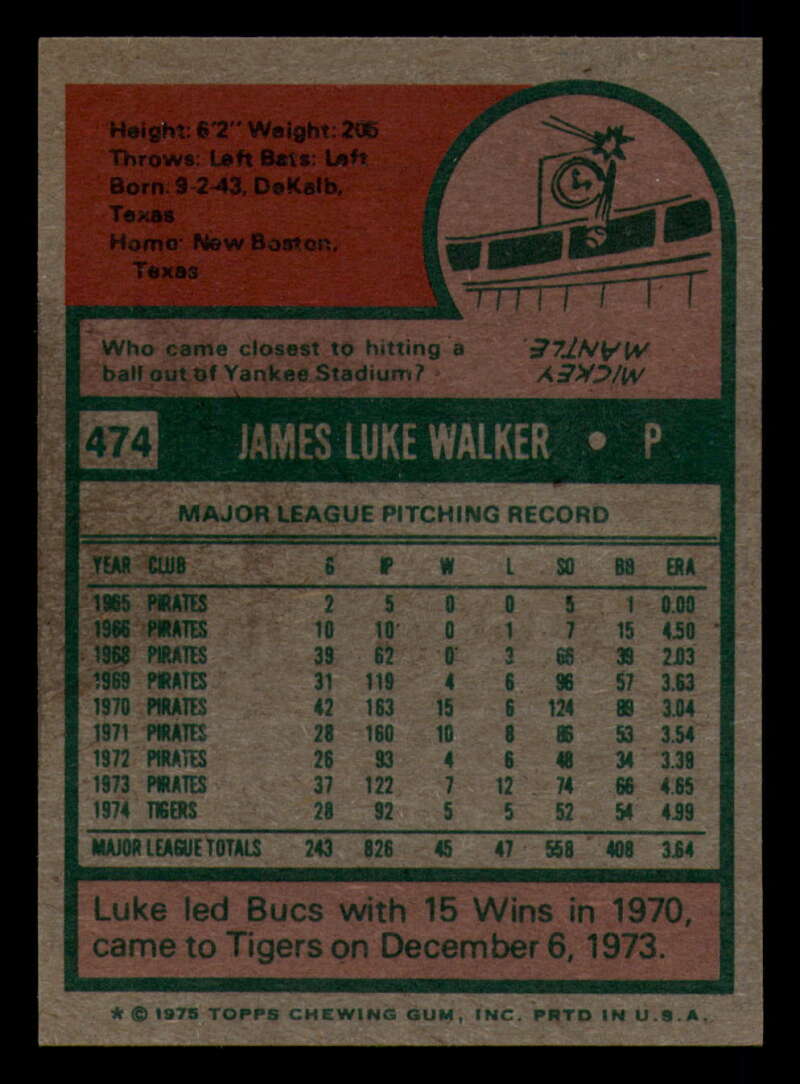 Height: 6'2" Weight: 205
Throws: Left Bats: Left
Born: 9-2-43, DeKalb,
Texas
Home: New Boston,
Texas
Who came closest to hitting a
ball out of Yankee Stadium?
MICKEY
MANTLE
474 JAMES LUKE WALKER • P
MAJOR LEAGUE PITCHING RECORD
YEAR CLUB G IP W L SO BB ERA
1965 PIRATES 2 5 0 0 5 1 0.00
1966 PIRATES 10 10 0 1 7 15 4.50
1968 PIRATES 39 62 0 3 66 39 2.03
1969 PIRATES 31 119 4 6 96 57 3.63
1970 PIRATES 42 163 15 6 124 89 3.04
1971 PIRATES 28 160 10 8 86 53 3.54
1972 PIRATES 26 93 4 6 48 34 3.39
1973 PIRATES 37 122 7 12 74 66 4.65
1974 TIGERS 28 92 5 5 52 54 4.99
MAJOR LEAGUE TOTALS 243 826 45 47 558 408 3.64
Luke led Bucs with 15 Wins in 1970,
came to Tigers on December 6, 1973.
* © 1975 TOPPS CHEWING GUM, INC. PRTD IN U.S.A.